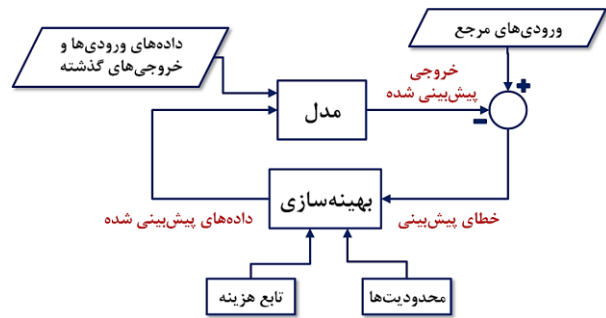 داده‌های ورودی‌ها و
خروجی‌های گذشته
ورودی‌های مرجع
خروجی
پیش‌بینی شده
+
−
مدل
بهینه‌سازی
داده‌های پیش‌بینی شده
خطای پیش‌بینی
تابع هزینه
محدودیت‌ها